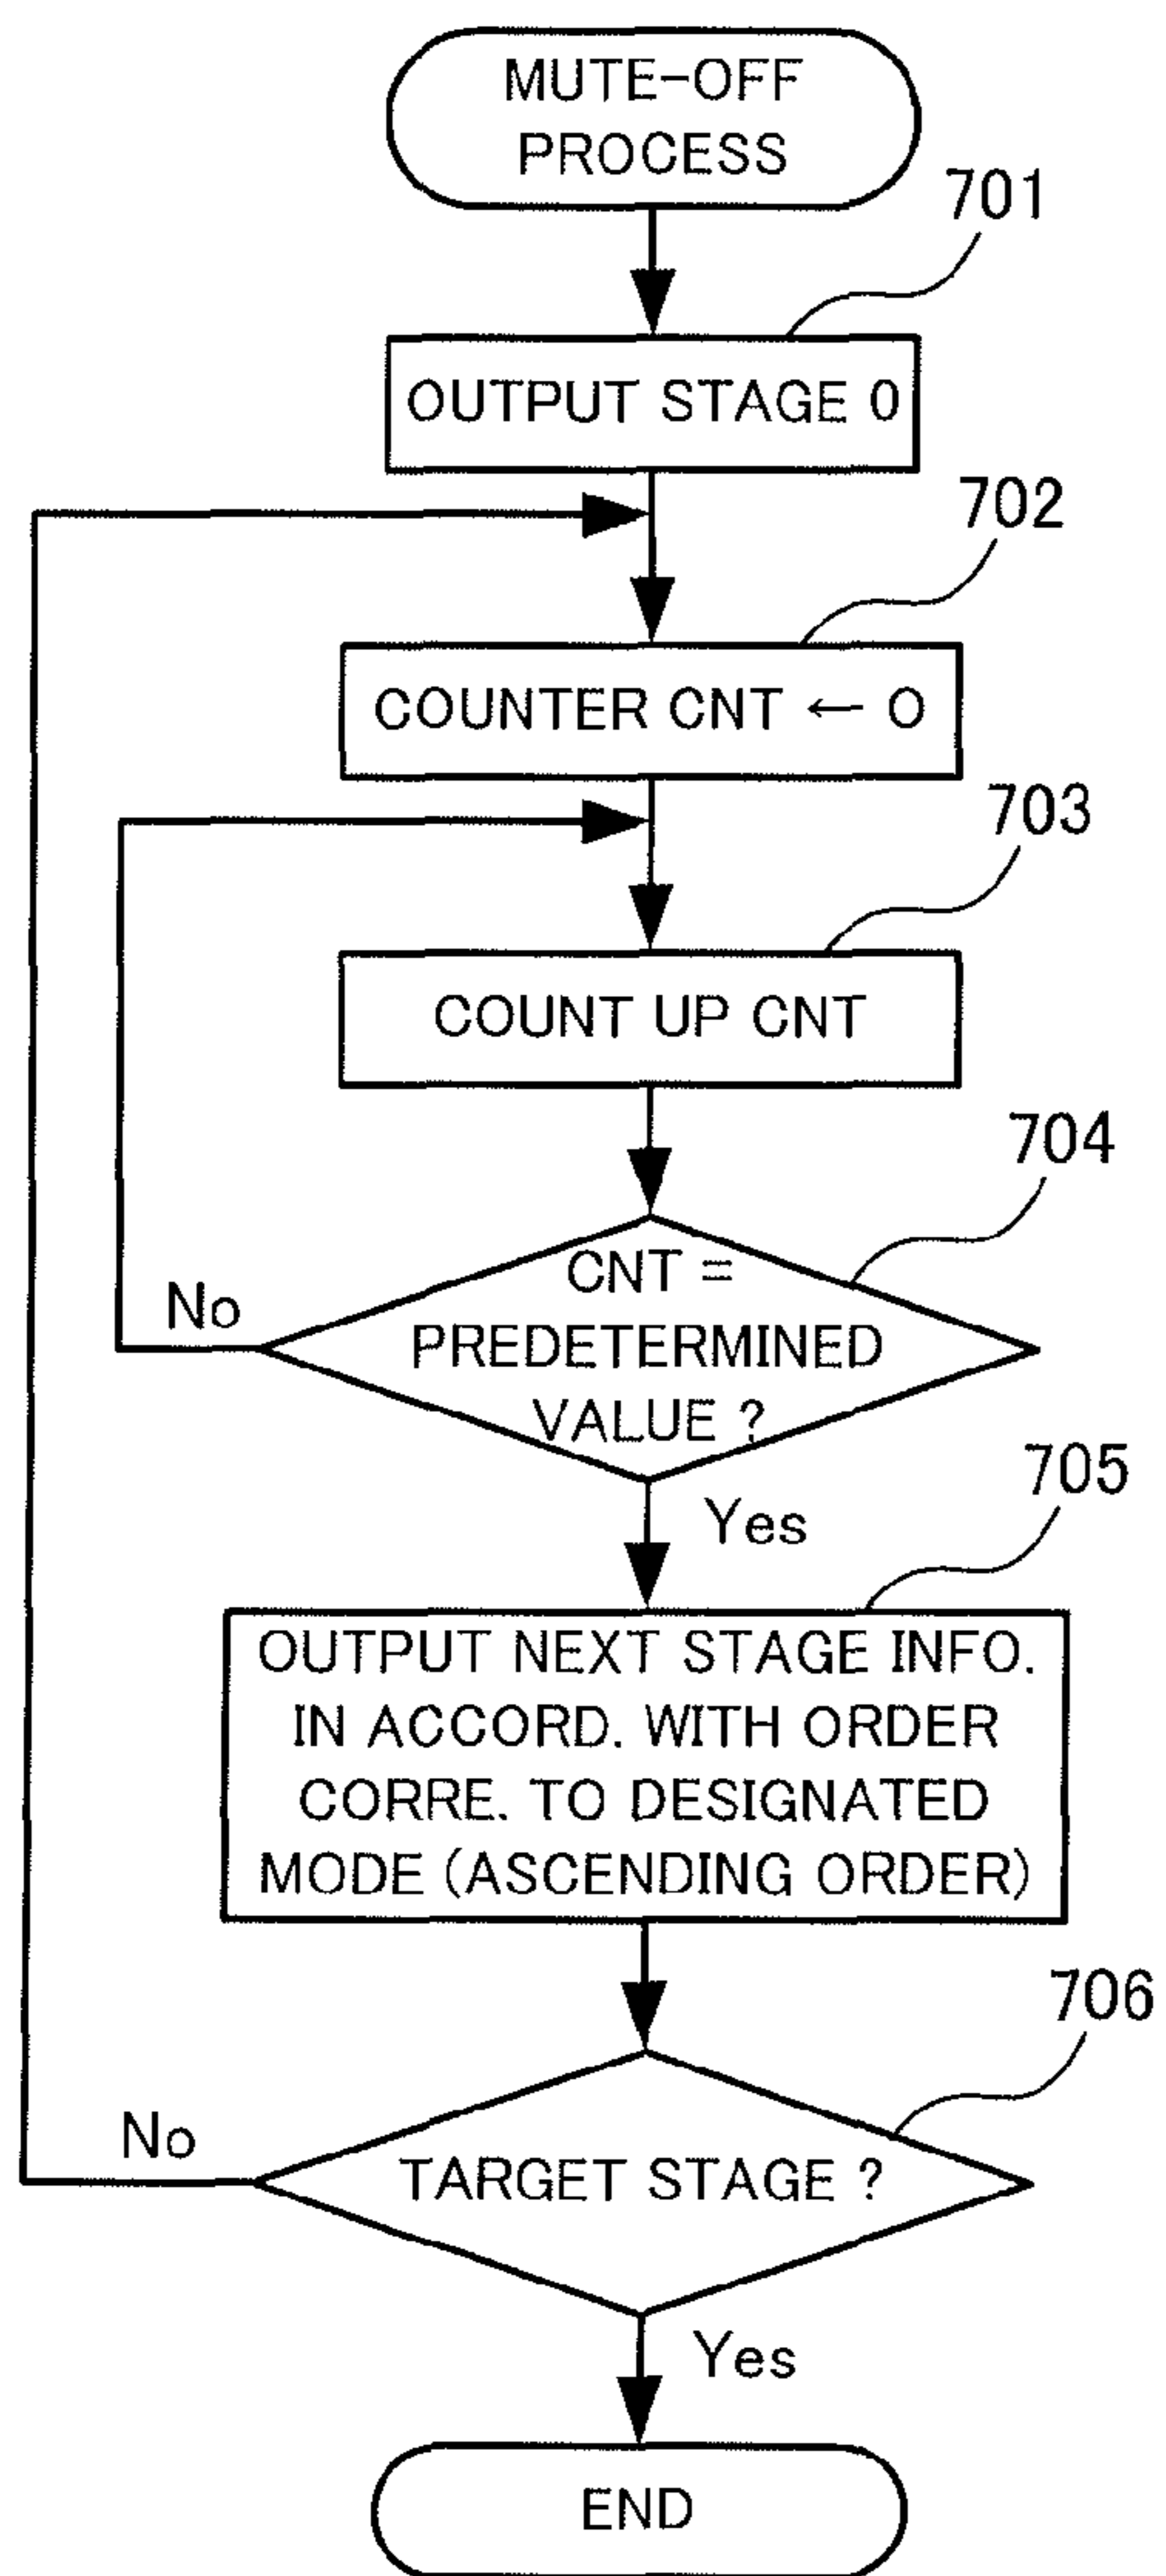 MUTE-OFF
PROCESS
701
OUTPUT STAGE 0
702
COUNTER CNT ← 0
703
COUNT UP CNT
704
CNT =
PREDETERMINED
VALUE ?
No
Yes
705
OUTPUT NEXT STAGE INFO.
IN ACCORD. WITH ORDER
CORRE. TO DESIGNATED
MODE (ASCENDING ORDER)
706
TARGET STAGE ?
No
Yes
END